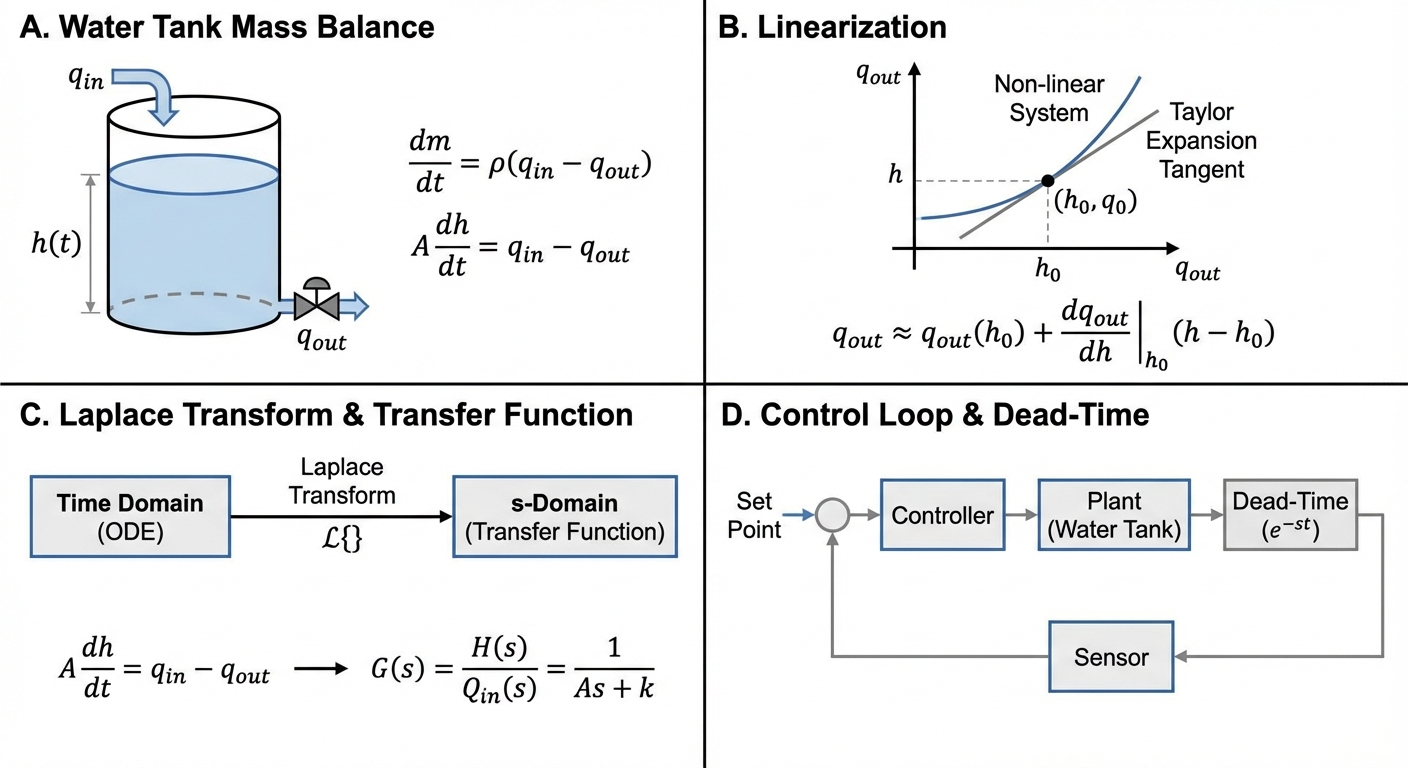 A. Water Tank Mass Balance
q_in
h(t)
q_out
dm/dt = ρ(q_in − q_out)
A dh/dt = q_in − q_out
B. Linearization
q_out
Non-linear
System
Taylor
Expansion
Tangent
h
(h_0, q_0)
h_0
q_out
q_out ≈ q_out(h_0) + dq_out/dh |_h_0 (h − h_0)
C. Laplace Transform & Transfer Function
Time Domain
(ODE)
Laplace
Transform
ℒ{}
s-Domain
(Transfer Function)
A dh/dt = q_in − q_out ⟶ G(s) = H(s)/Q_in(s) = 1/(As + k)
D. Control Loop & Dead-Time
Set
Point
Controller
Plant
(Water Tank)
Dead-Time
(e^−st)
Sensor